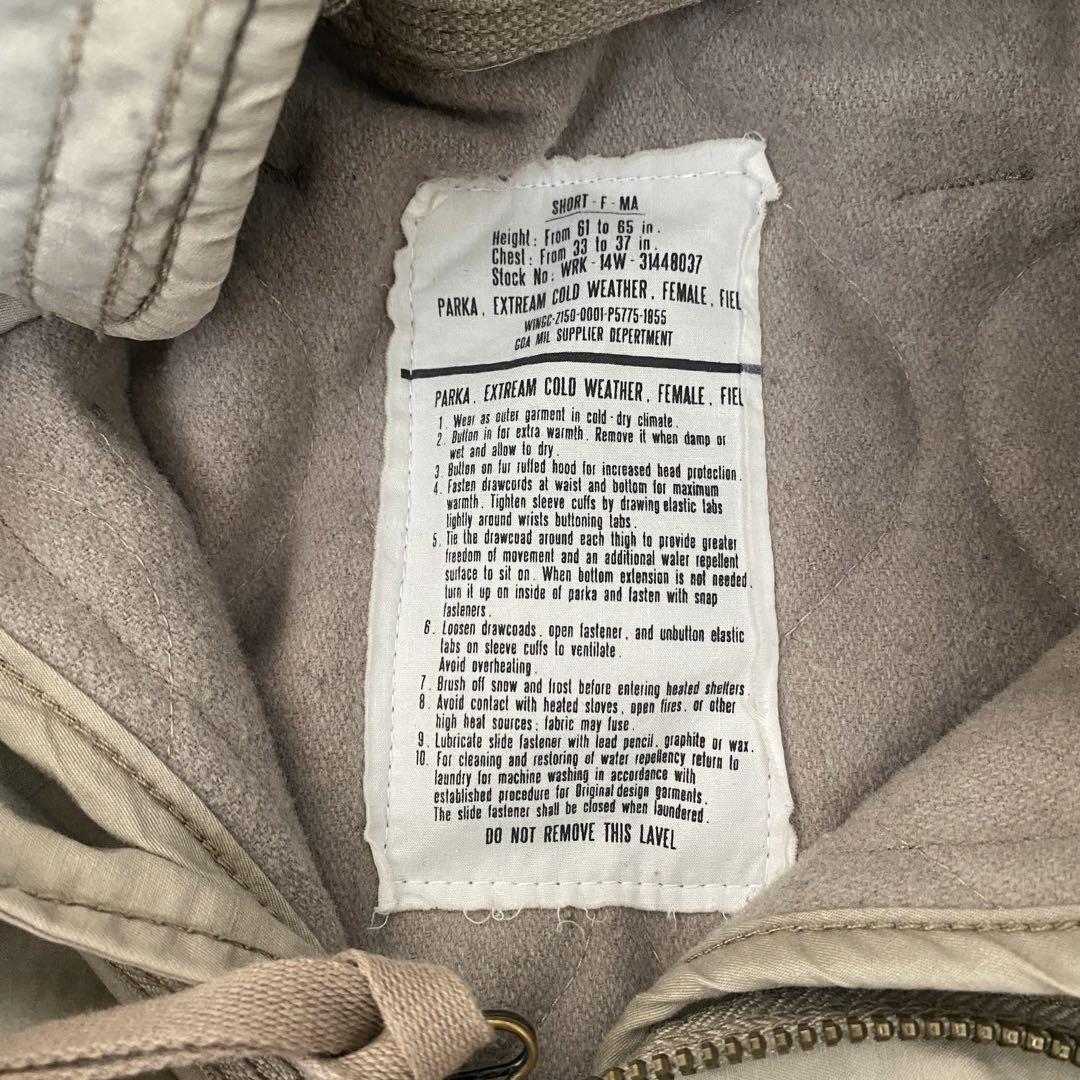 SHORT - F - MA
Height: From 61 to 65 in.
Chest: From 33 to 37 in.
Stock No: WRK - 14W - 31448037
PARKA, EXTREAM COLD WEATHER, FEMALE, FIEL
WINGC-2150-0001-P5775-1855
GOA MIL SUPPLIER DEPERTMENT
PARKA, EXTREAM COLD WEATHER, FEMALE, FIEL
1. Wear as outer garment in cold - dry climate.
2. Button in for extra warmth. Remove it when damp or
wet and allow to dry.
3. Button on fur ruffed hood for increased head protection.
4. Fasten drawcords at waist and bottom for maximum
warmth. Tighten sleeve cuffs by drawing elastic tabs
tightly around wrists buttoning tabs.
5. Tie the drawcoad around each thigh to provide greater
freedom of movement and an additional water repellent
surface to sit on. When bottom extension is not needed,
turn it up on inside of parka and fasten with snap
fasteners.
6. Loosen drawcoads, open fastener, and unbutton elastic
tabs on sleeve cuffs to ventilate.
Avoid overheating.
7. Brush off snow and frost before entering heated shelters.
8. Avoid contact with heated stoves, open fires, or other
high heat sources; fabric may fuse.
9. Lubricate slide fastener with lead pencil, graphite or wax.
10. For cleaning and restoring of water repellency return to
laundry for machine washing in accordance with
established procedure for Original design garments.
The slide fastener shall be closed when laundered.
DO NOT REMOVE THIS LAVEL